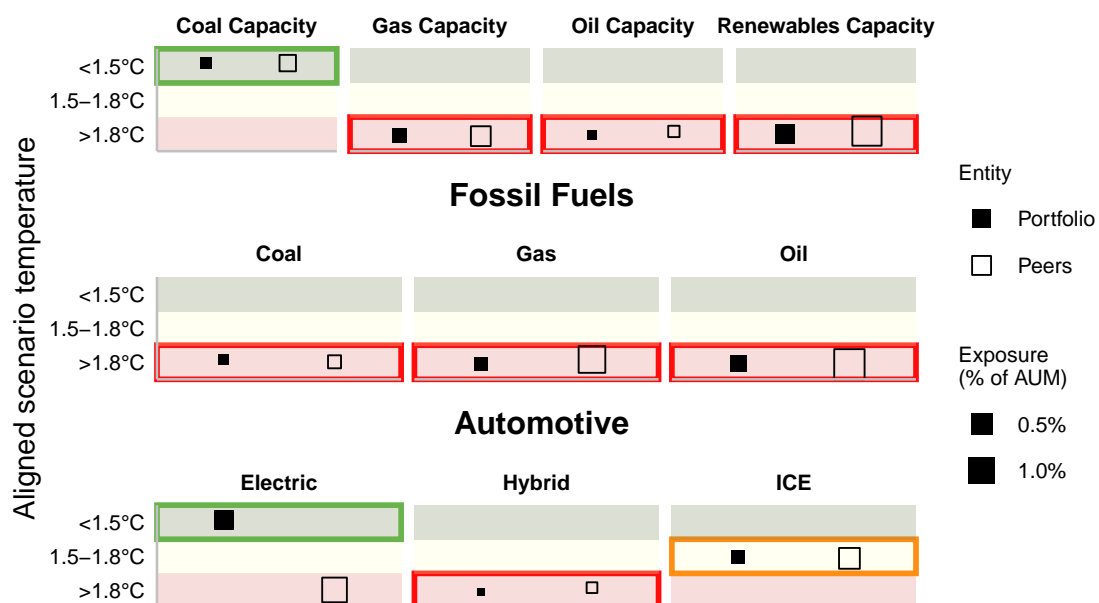 Coal Capacity Gas Capacity Oil Capacity Renewables Capacity
<1.5°C
1.5–1.8°C
>1.8°C
Fossil Fuels
Coal Gas Oil
<1.5°C
1.5–1.8°C
>1.8°C
Automotive
Electric Hybrid ICE
<1.5°C
1.5–1.8°C
>1.8°C
Aligned scenario temperature
Entity
Portfolio
Peers
Exposure
(% of AUM)
0.5%
1.0%